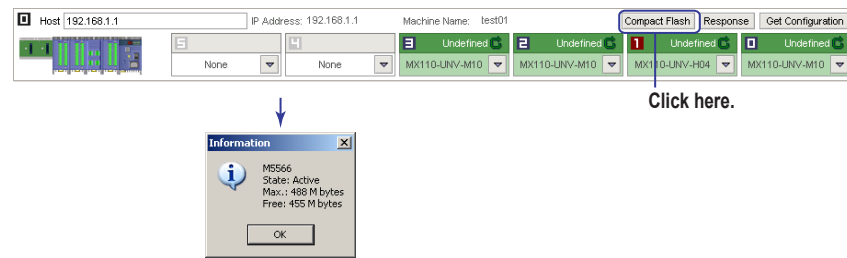 0 Host 192.168.1.1 IP Address: 192.168.1.1 Machine Name: test01 Compact Flash Response Get Configuration
5 4 3 Undefined 2 Undefined 1 Undefined 0 Undefined
None None MX110-UNV-M10 MX110-UNV-M10 MX110-UNV-H04 MX110-UNV-M10
Click here.
Information
M5566
State: Active
Max.: 488 M bytes
Free: 455 M bytes
OK